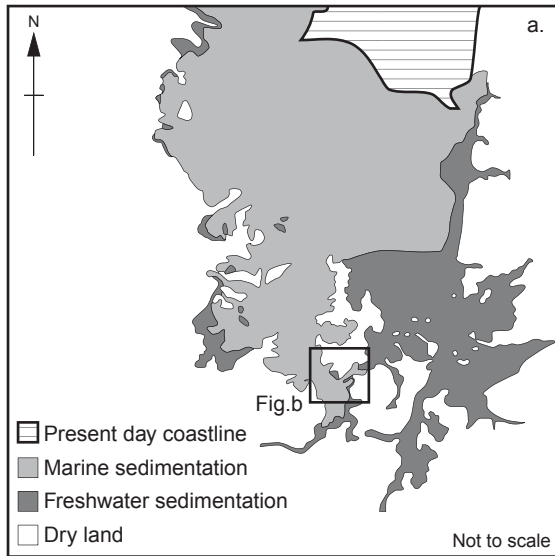 N
a.
Fig.b
Present day coastline
Marine sedimentation
Freshwater sedimentation
Dry land
Not to scale